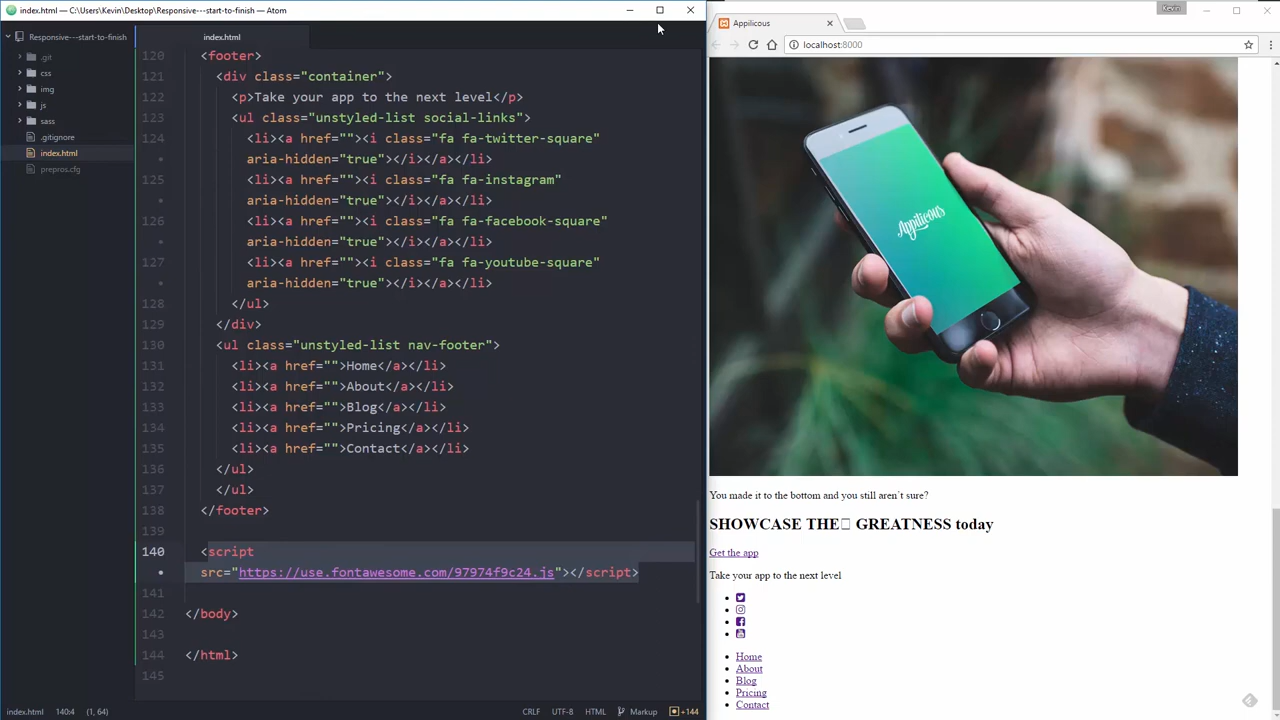 index.html — C:\Users\Kevin\Desktop\Responsive---start-to-finish — Atom
Responsive---start-to-finish
.git
css
img
js
sass
.gitignore
index.html
prepros.cfg
index.html
120 <footer>
121 <div class="container">
122 <p>Take your app to the next level</p>
123 <ul class="unstyled-list social-links">
124 <li><a href=""><i class="fa fa-twitter-square"
• aria-hidden="true"></i></a></li>
125 <li><a href=""><i class="fa fa-instagram"
• aria-hidden="true"></i></a></li>
126 <li><a href=""><i class="fa fa-facebook-square"
• aria-hidden="true"></i></a></li>
127 <li><a href=""><i class="fa fa-youtube-square"
• aria-hidden="true"></i></a></li>
128 </ul>
129 </div>
130 <ul class="unstyled-list nav-footer">
131 <li><a href="">Home</a></li>
132 <li><a href="">About</a></li>
133 <li><a href="">Blog</a></li>
134 <li><a href="">Pricing</a></li>
135 <li><a href="">Contact</a></li>
136 </ul>
137 </ul>
138 </footer>
139
140 <script
• src="https://use.fontawesome.com/97974f9c24.js"></script>
141
142 </body>
143
144 </html>
145
index.html 140:4 (1, 64)
CRLF UTF-8 HTML Markup +144
Kevin
Appilicous
localhost:8000
Appilicous
You made it to the bottom and you still aren`t sure?
SHOWCASE THE GREATNESS today
Get the app
Take your app to the next level
Home
About
Blog
Pricing
Contact